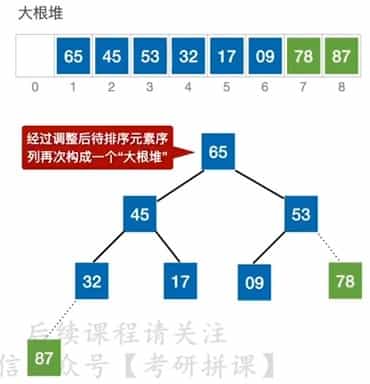 大根堆
65 45 53 32 17 09 78 87
0 1 2 3 4 5 6 7 8
经过调整后待排序元素序
列再次构成一个“大根堆”
65
45 53
32 17 09 78
后续课程请关注
87
信 众号【考研拼课】